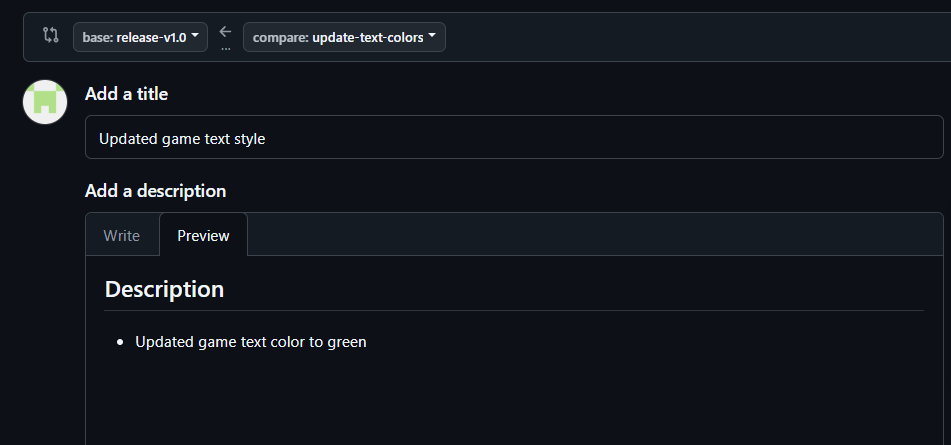 base: release-v1.0 compare: update-text-colors
Add a title
Updated game text style
Add a description
Write Preview
Description
• Updated game text color to green